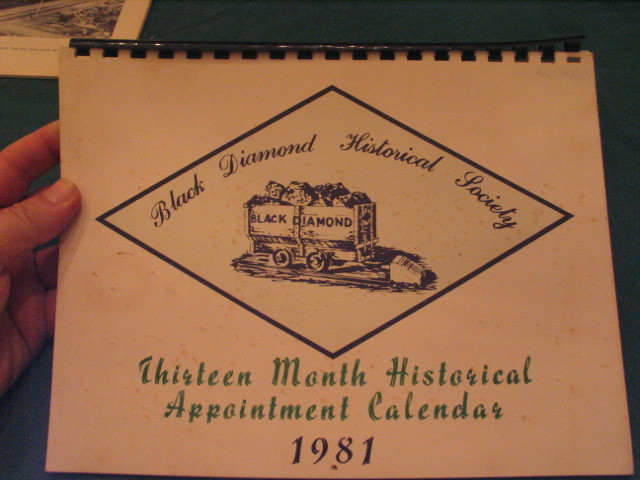 Black Diamond Historical Society
BLACK DIAMOND
Thirteen Month Historical
Appointment Calendar
1981